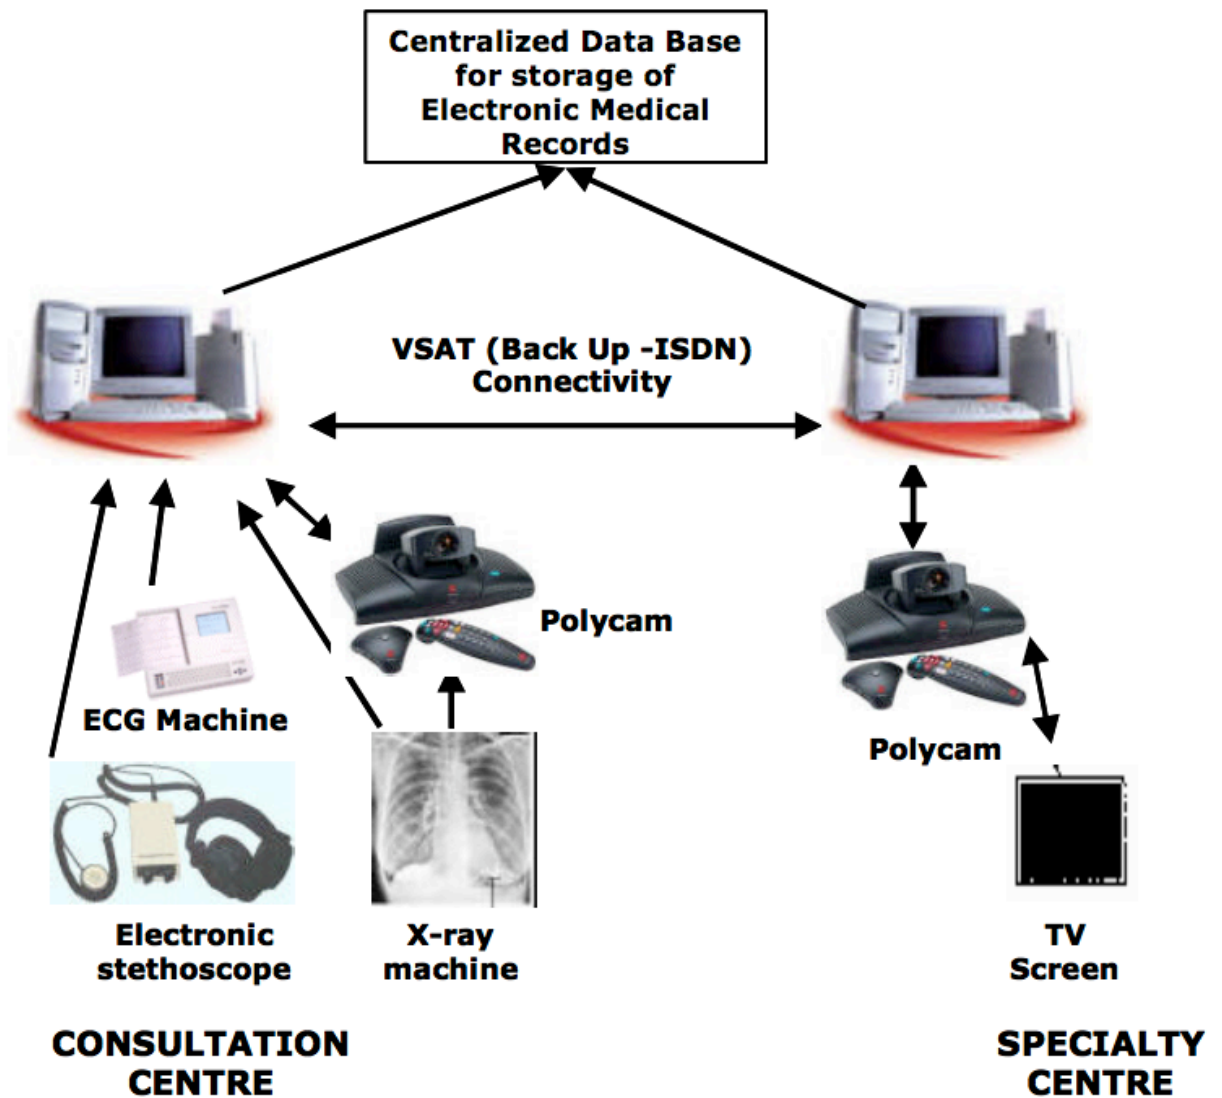 Centralized Data Base
for storage of
Electronic Medical
Records
VSAT (Back Up -ISDN)
Connectivity
Polycam
ECG Machine
Polycam
Electronic
stethoscope
X-ray
machine
TV
Screen
CONSULTATION
CENTRE
SPECIALTY
CENTRE